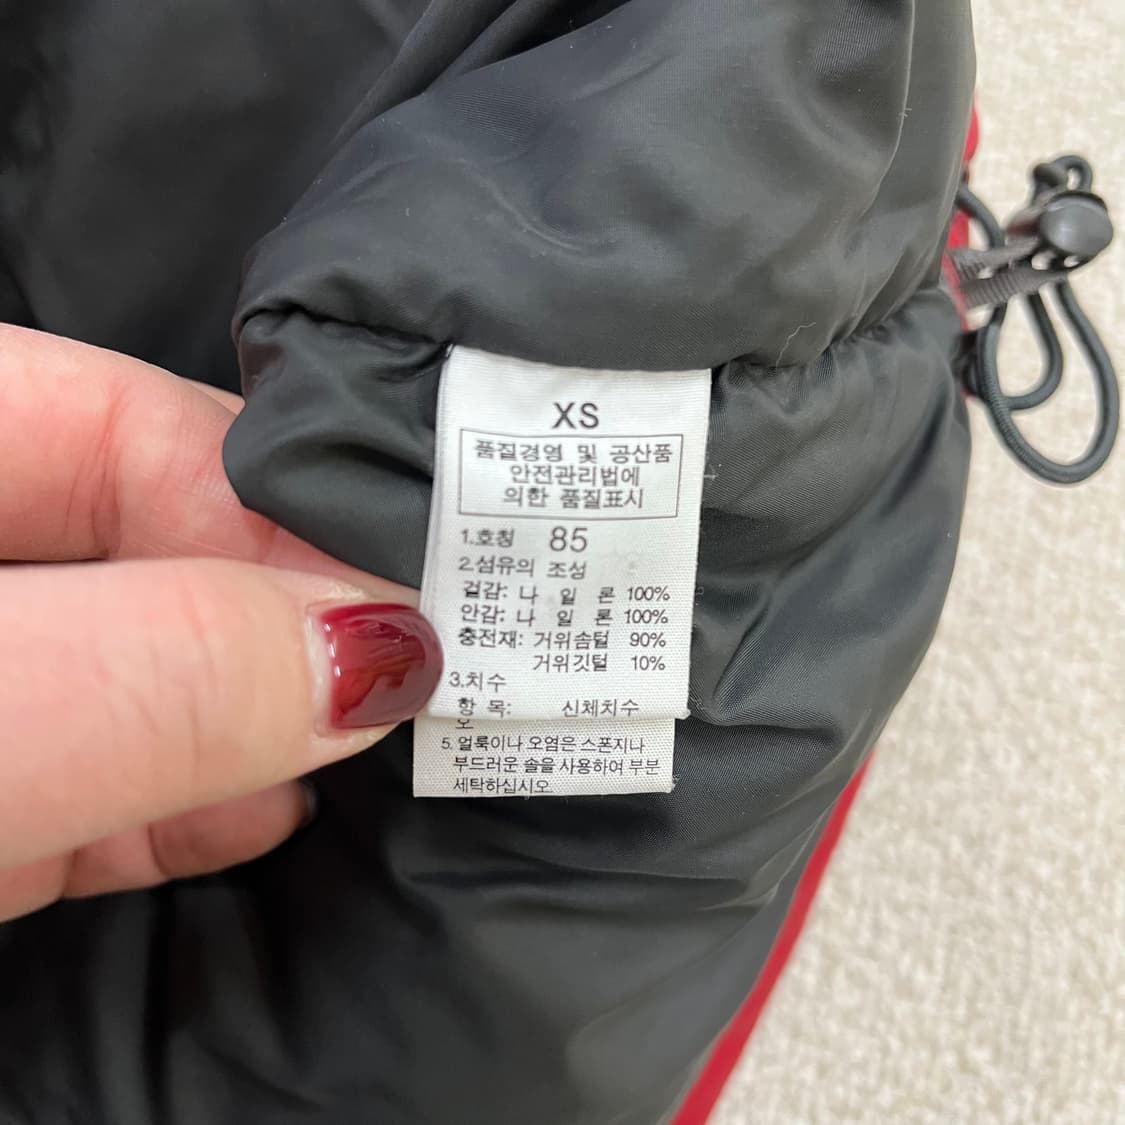 XS
품질경영 및 공산품
안전관리법에
의한 품질표시
1.호칭 85
2.섬유의 조성
겉감: 나 일 론 100%
안감: 나 일 론 100%
충전재: 거위솜털 90%
거위깃털 10%
3.치수
항 목: 신체치수
오
5. 얼룩이나 오염은 스폰지나
부드러운 솔을 사용하여 부분
세탁하십시오.